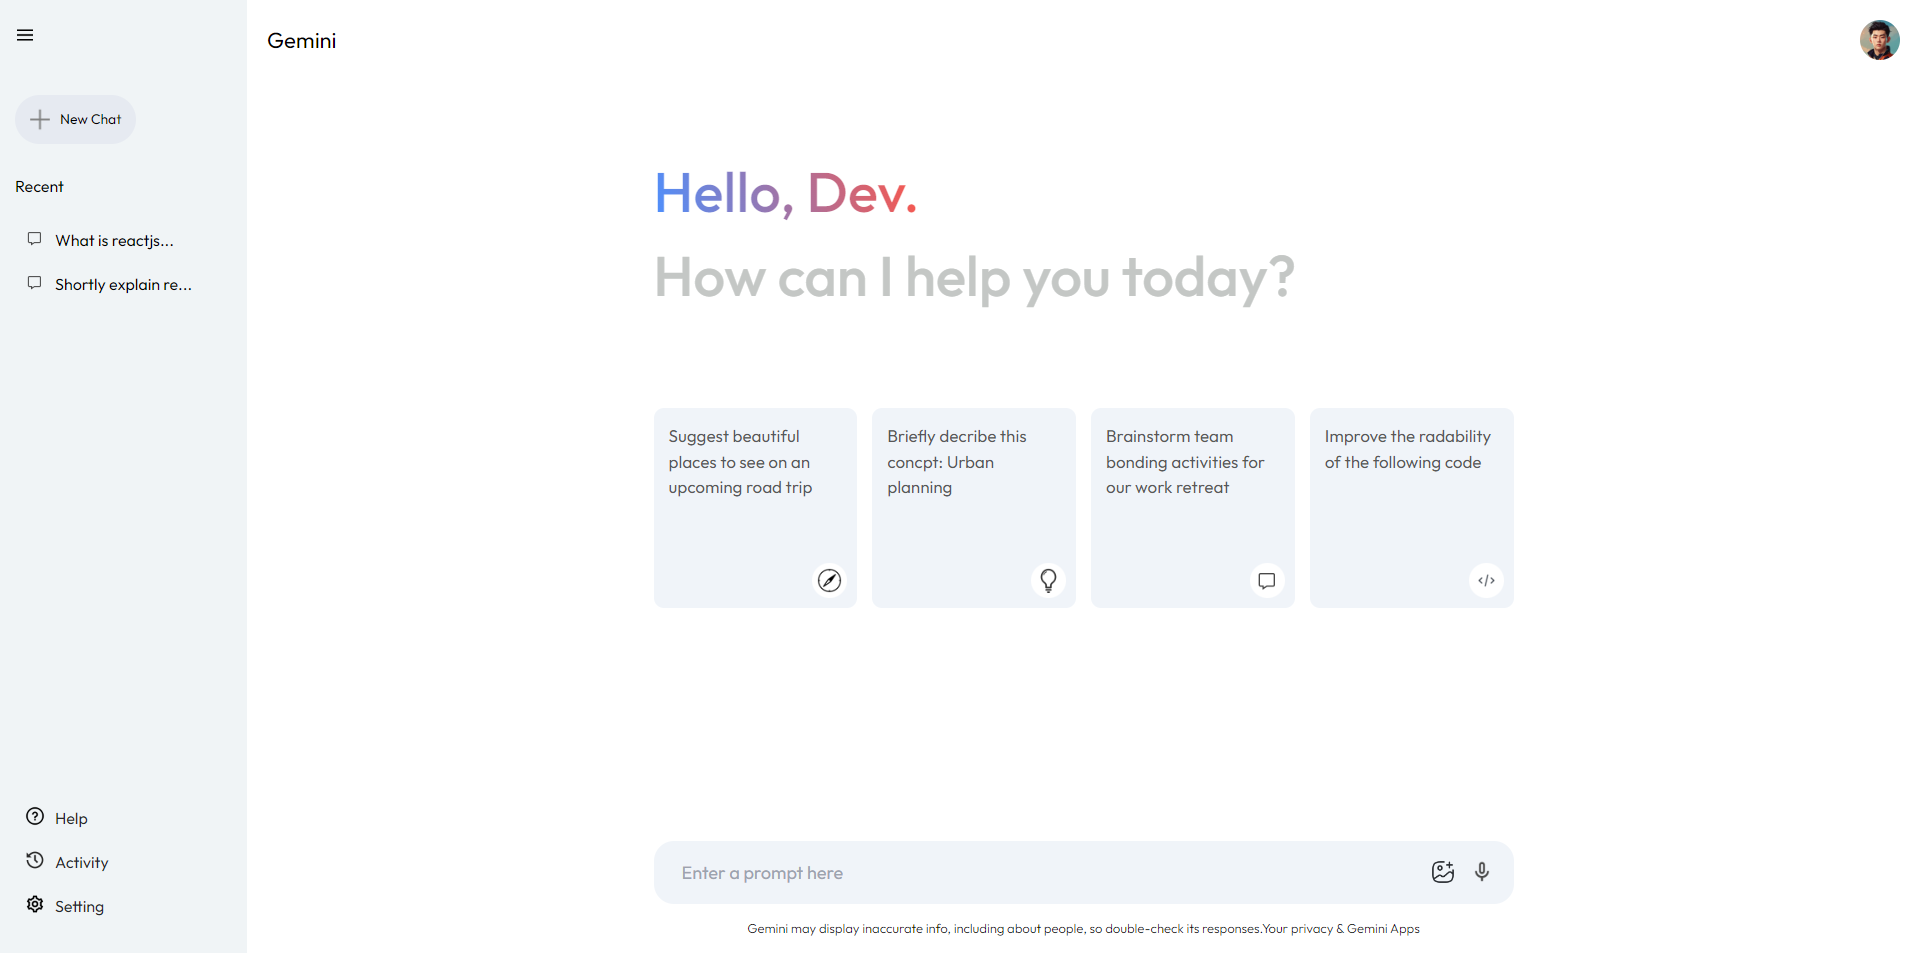 Gemini
New Chat
Recent
What is reactjs...
Shortly explain re...
Help
Activity
Setting
Hello, Dev.
How can I help you today?
Suggest beautiful
places to see on an
upcoming road trip
Briefly decribe this
concpt: Urban
planning
Brainstorm team
bonding activities for
our work retreat
Improve the radability
of the following code
</>
Enter a prompt here
Gemini may display inaccurate info, including about people, so double-check its responses.Your privacy & Gemini Apps